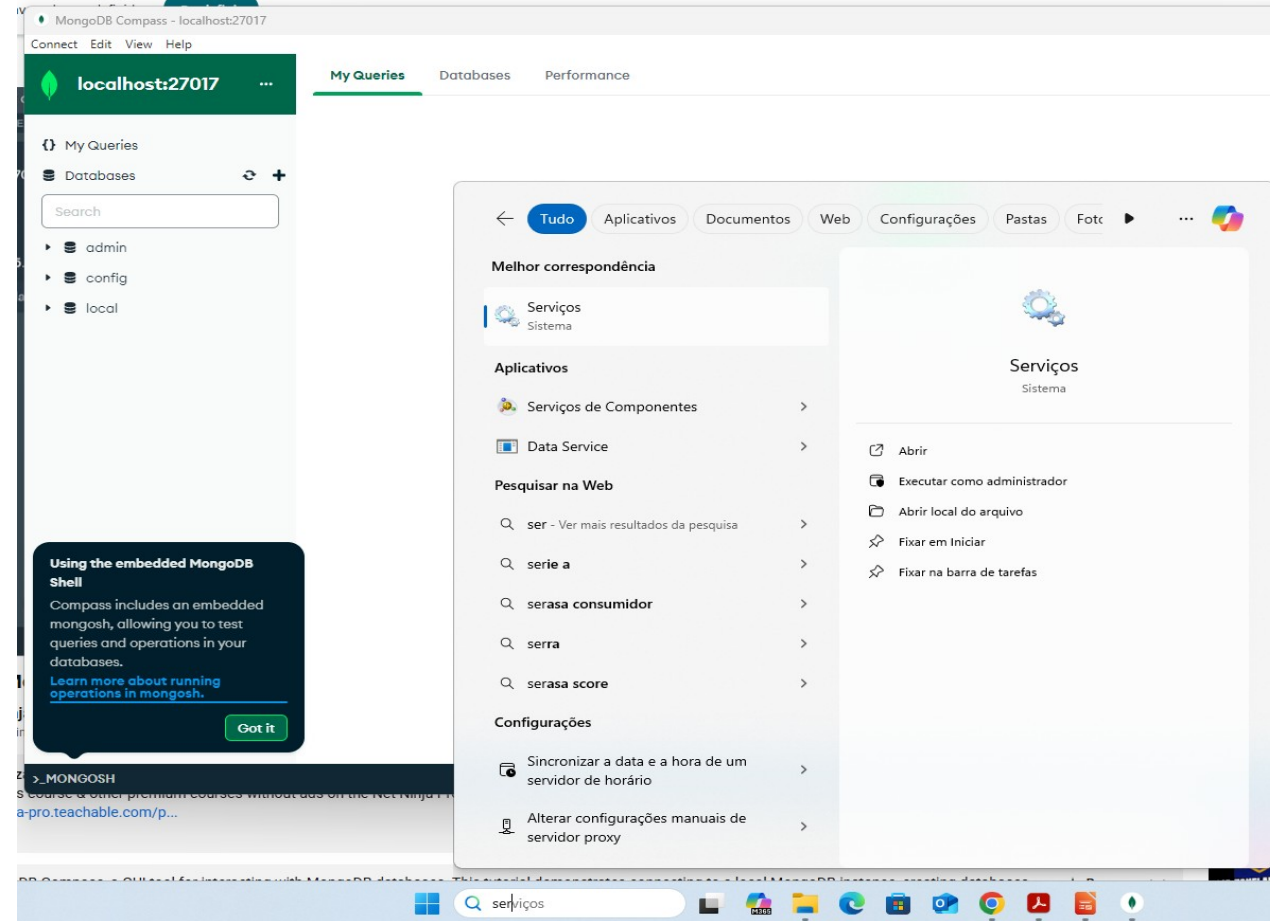 MongoDB Compass - localhost:27017
Connect Edit View Help
localhost:27017 ...
My Queries Databases Performance
{} My Queries
Databases
Search
admin
config
local
Using the embedded MongoDB
Shell
Compass includes an embedded
mongosh, allowing you to test
queries and operations in your
databases.
Learn more about running
operations in mongosh.
Got it
>_MONGOSH
a-pro.teachable.com/p...
Tudo Aplicativos Documentos Web Configurações Pastas Foto ...
Melhor correspondência
Serviços
Sistema
Aplicativos
Serviços de Componentes
Data Service
Pesquisar na Web
ser - Ver mais resultados da pesquisa
serie a
serasa consumidor
serra
serasa score
Configurações
Sincronizar a data e a hora de um
servidor de horário
Alterar configurações manuais de
servidor proxy
Serviços
Sistema
Abrir
Executar como administrador
Abrir local do arquivo
Fixar em Iniciar
Fixar na barra de tarefas
serviços
M365